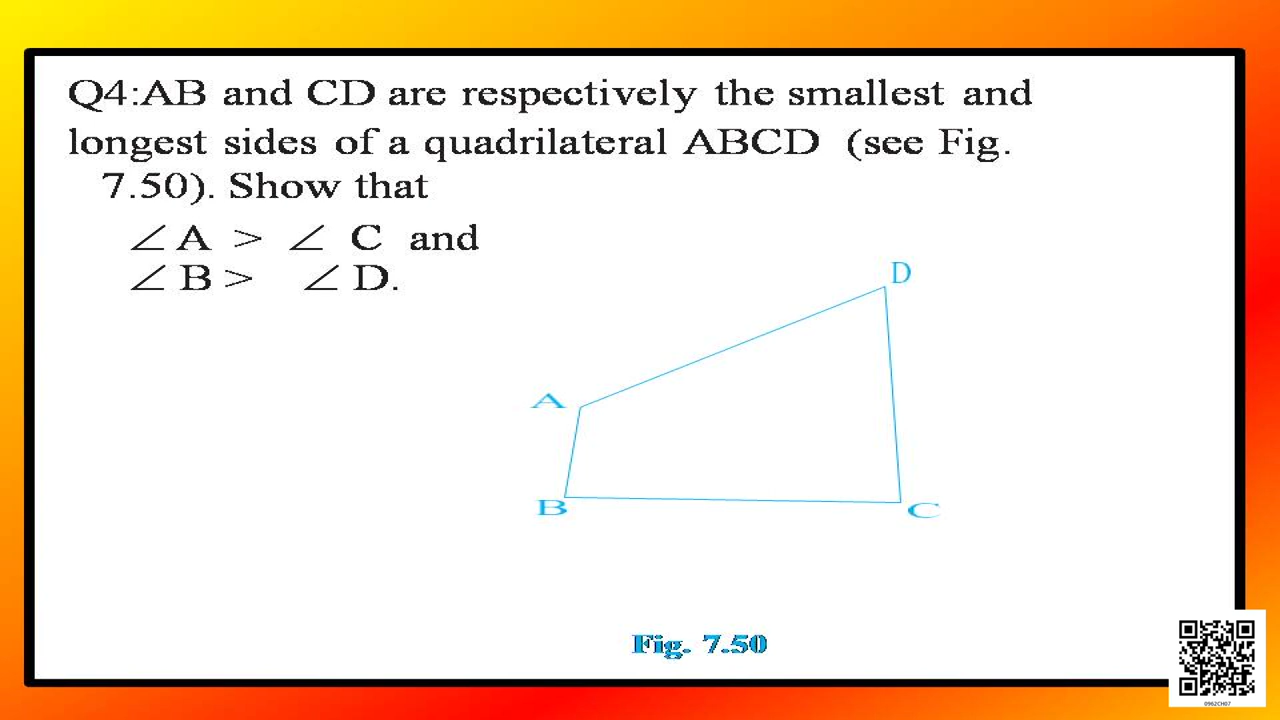 Q4:AB and CD are respectively the smallest and
longest sides of a quadrilateral ABCD (see Fig.
7.50). Show that
∠ A > ∠ C and
∠ B > ∠ D.
D
A
B
C
Fig. 7.50
0962CH07